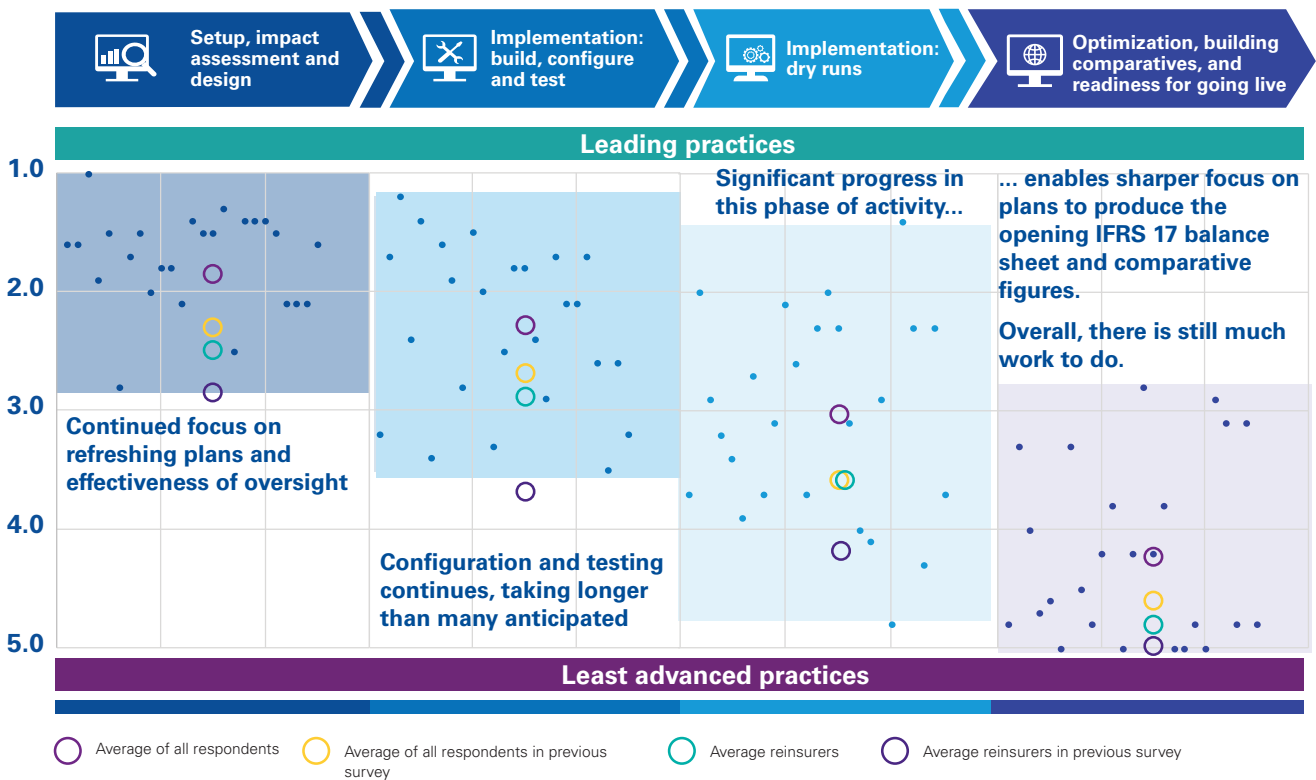 Setup, impact
assessment and
design
Implementation:
build, configure
and test
Implementation:
dry runs
Optimization, building
comparatives, and
readiness for going live
Leading practices
1.0
2.0
3.0
4.0
5.0
Continued focus on
refreshing plans and
effectiveness of oversight
Configuration and testing
continues, taking longer
than many anticipated
Significant progress in
this phase of activity...
... enables sharper focus on
plans to produce the
opening IFRS 17 balance
sheet and comparative
figures.
Overall, there is still much
work to do.
Least advanced practices
Average of all respondents
Average of all respondents in previous
survey
Average reinsurers
Average reinsurers in previous survey